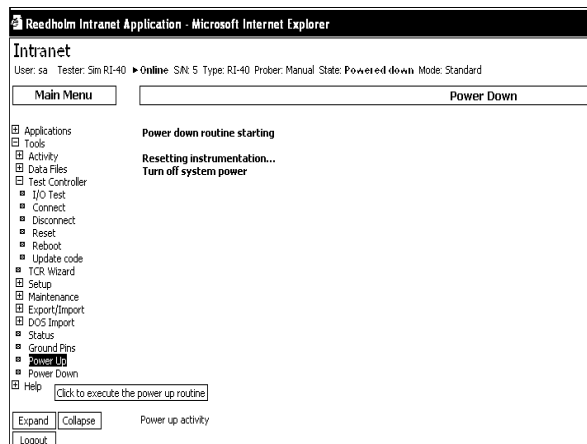 Reedholm Intranet Application - Microsoft Internet Explorer
Intranet
User: sa Tester: Sim RI-40 ►Online S/N: 5 Type: RI-40 Prober: Manual State: Powered down Mode: Standard
Main Menu
Power Down
Applications
Tools
Activity
Data Files
Test Controller
I/O Test
Connect
Disconnect
Reset
Reboot
Update code
TCR Wizard
Setup
Maintenance
Export/Import
DOS Import
Status
Ground Pins
Power Up
Power Down
Help
Click to execute the power up routine
Expand Collapse
Logout
Power down routine starting
Resetting instrumentation...
Turn off system power
Power up activity